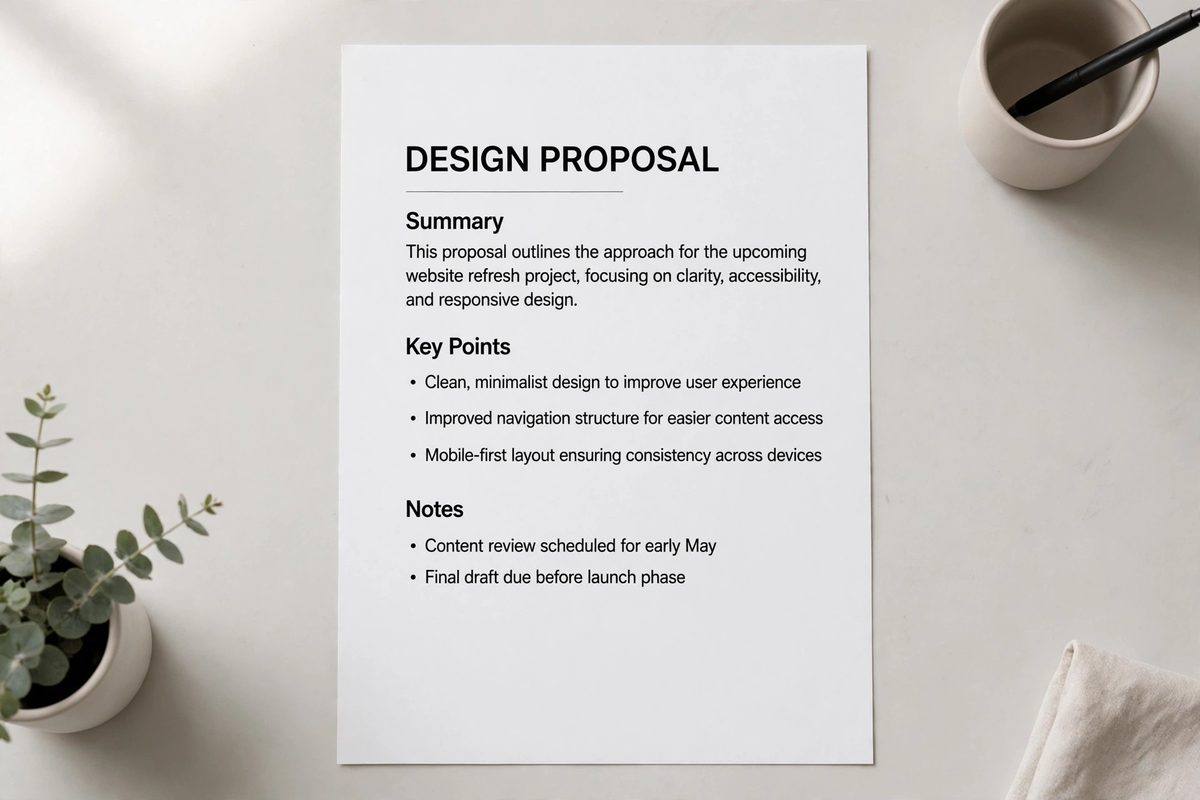 DESIGN PROPOSAL
Summary
This proposal outlines the approach for the upcoming
website refresh project, focusing on clarity, accessibility,
and responsive design.
Key Points
• Clean, minimalist design to improve user experience
• Improved navigation structure for easier content access
• Mobile-first layout ensuring consistency across devices
Notes
• Content review scheduled for early May
• Final draft due before launch phase